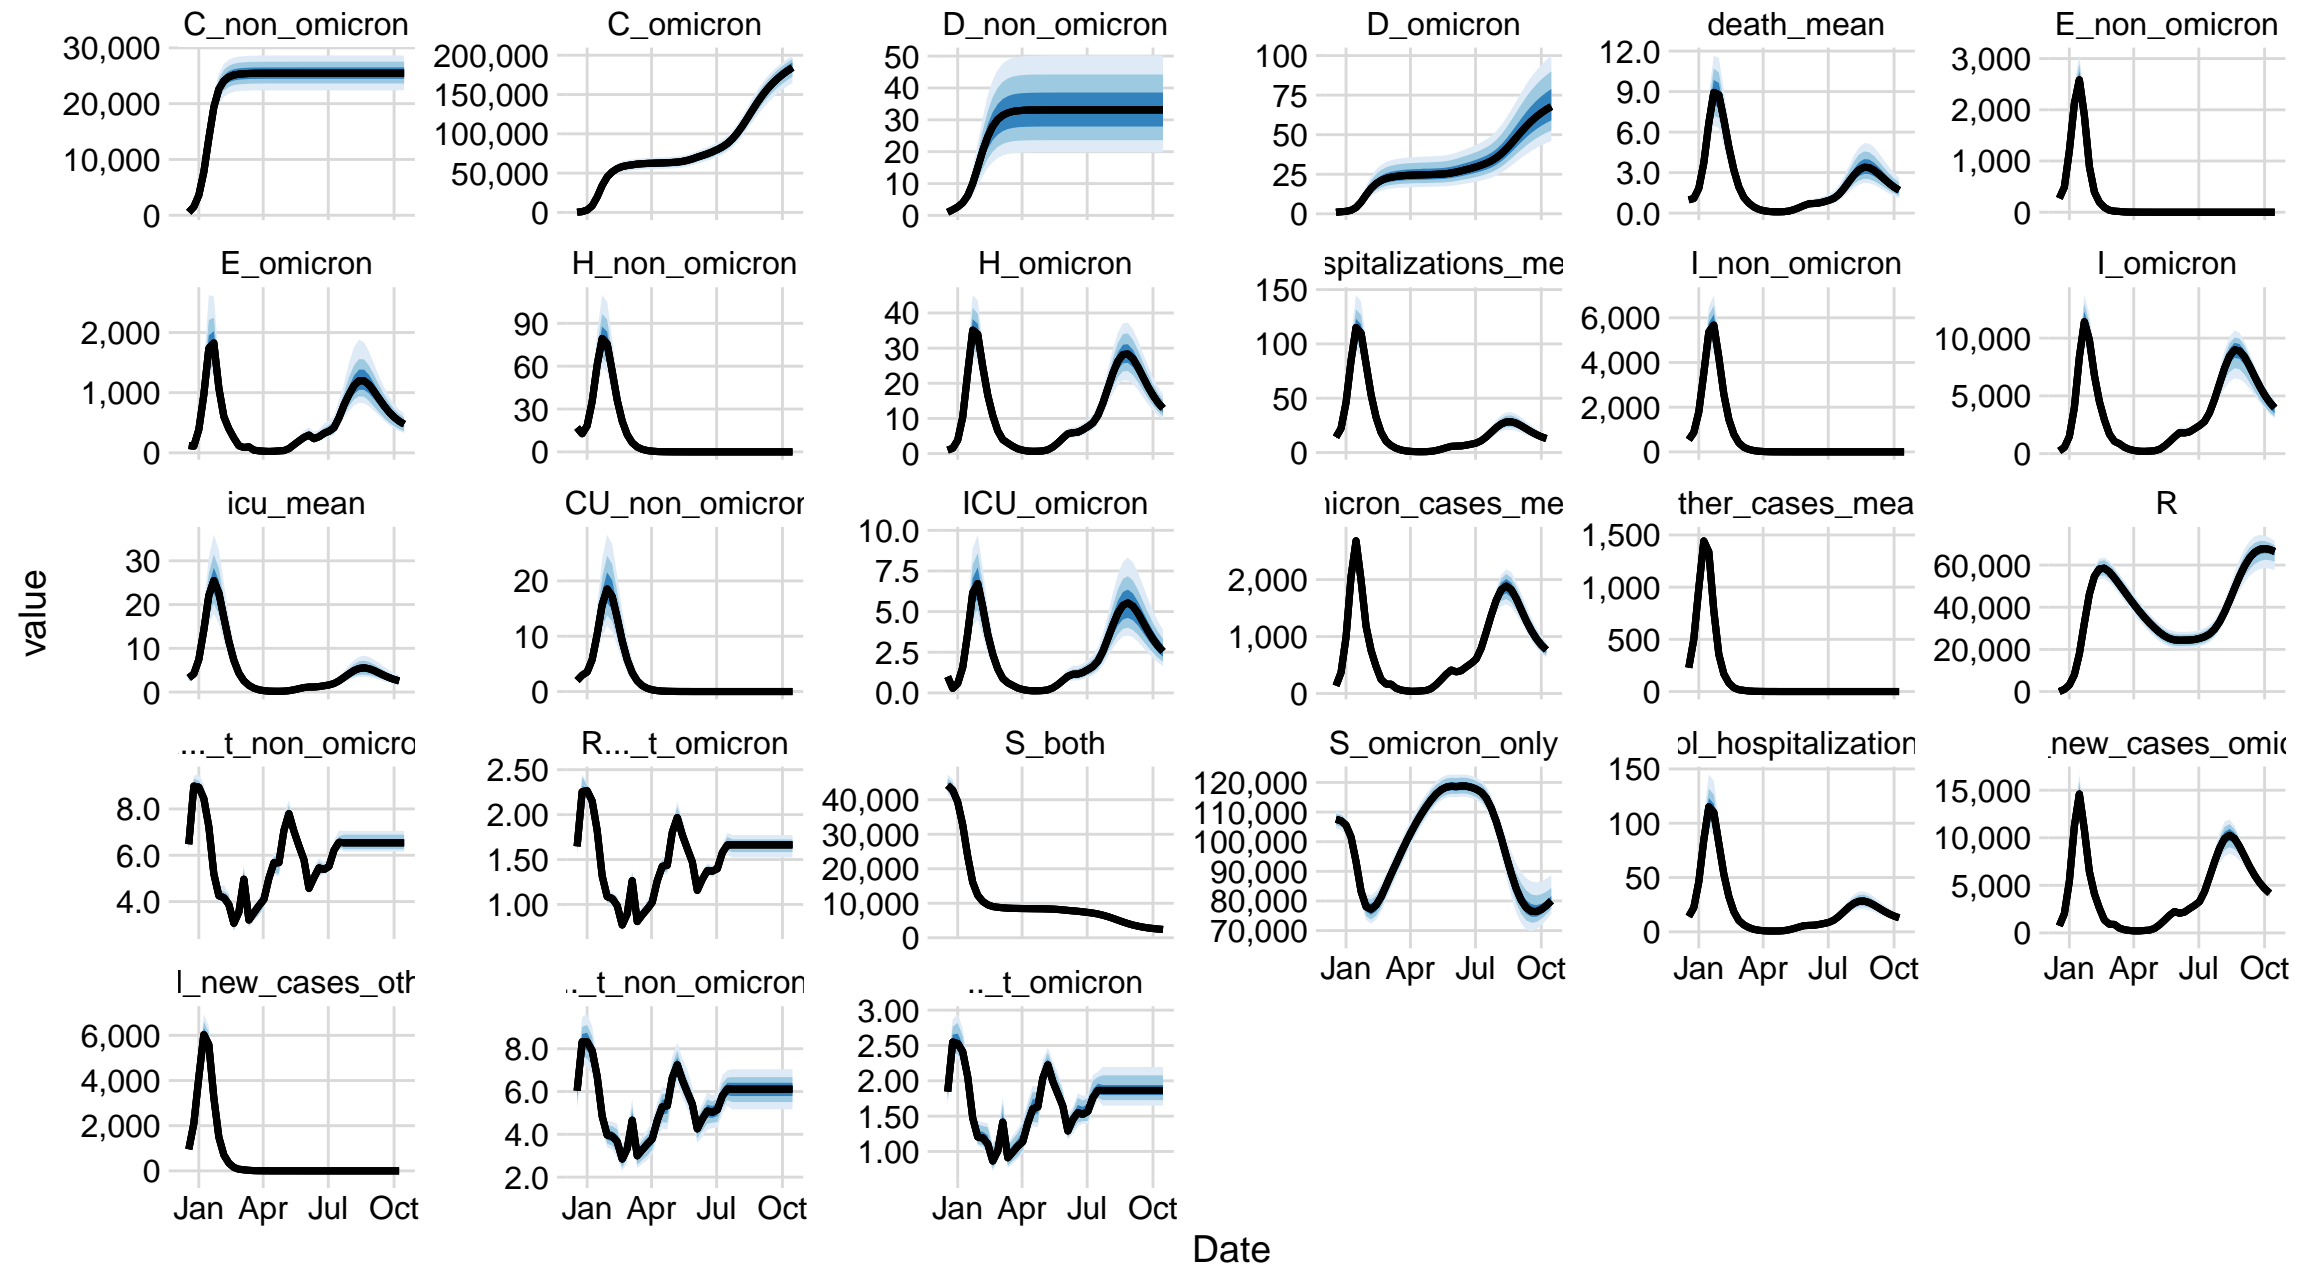 C_non_omicron C_omicron D_non_omicron D_omicron death_mean E_non_omicron
30,000 20,000 10,000 0
200,000 150,000 100,000 50,000 0
50 40 30 20 10 0
100 75 50 25 0
12.0 9.0 6.0 3.0 0.0
3,000 2,000 1,000 0
E_omicron H_non_omicron H_omicron spitalizations_me I_non_omicron I_omicron
2,000 1,000 0
90 60 30 0
40 30 20 10 0
150 100 50 0
6,000 4,000 2,000 0
10,000 5,000 0
icu_mean CU_non_omicron ICU_omicron nicron_cases_me ther_cases_mea R
30 20 10 0
20 10 0
10.0 7.5 5.0 2.5 0.0
2,000 1,000 0
1,500 1,000 500 0
60,000 40,000 20,000 0
..._t_non_omicro R..._t_omicron S_both S_omicron_only ol_hospitalization _new_cases_omic
8.0 6.0 4.0
2.50 2.00 1.50 1.00
40,000 30,000 20,000 10,000 0
120,000 110,000 100,000 90,000 80,000 70,000
150 100 50 0
15,000 10,000 5,000 0
Jan Apr Jul Oct Jan Apr Jul Oct Jan Apr Jul Oct
l_new_cases_oth .._t_non_omicron .._t_omicron
6,000 4,000 2,000 0
8.0 6.0 4.0 2.0
3.00 2.50 2.00 1.50 1.00
Jan Apr Jul Oct Jan Apr Jul Oct Jan Apr Jul Oct
value
Date